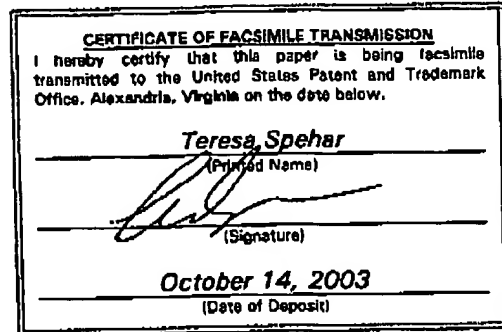 CERTIFICATE OF FACSIMILE TRANSMISSION
I hereby certify that this paper is being facsimile
transmitted to the United States Patent and Trademark
Office, Alexandria, Virginia on the date below.
Teresa Spehar
(Printed Name)
(Signature)
October 14, 2003
(Date of Deposit)